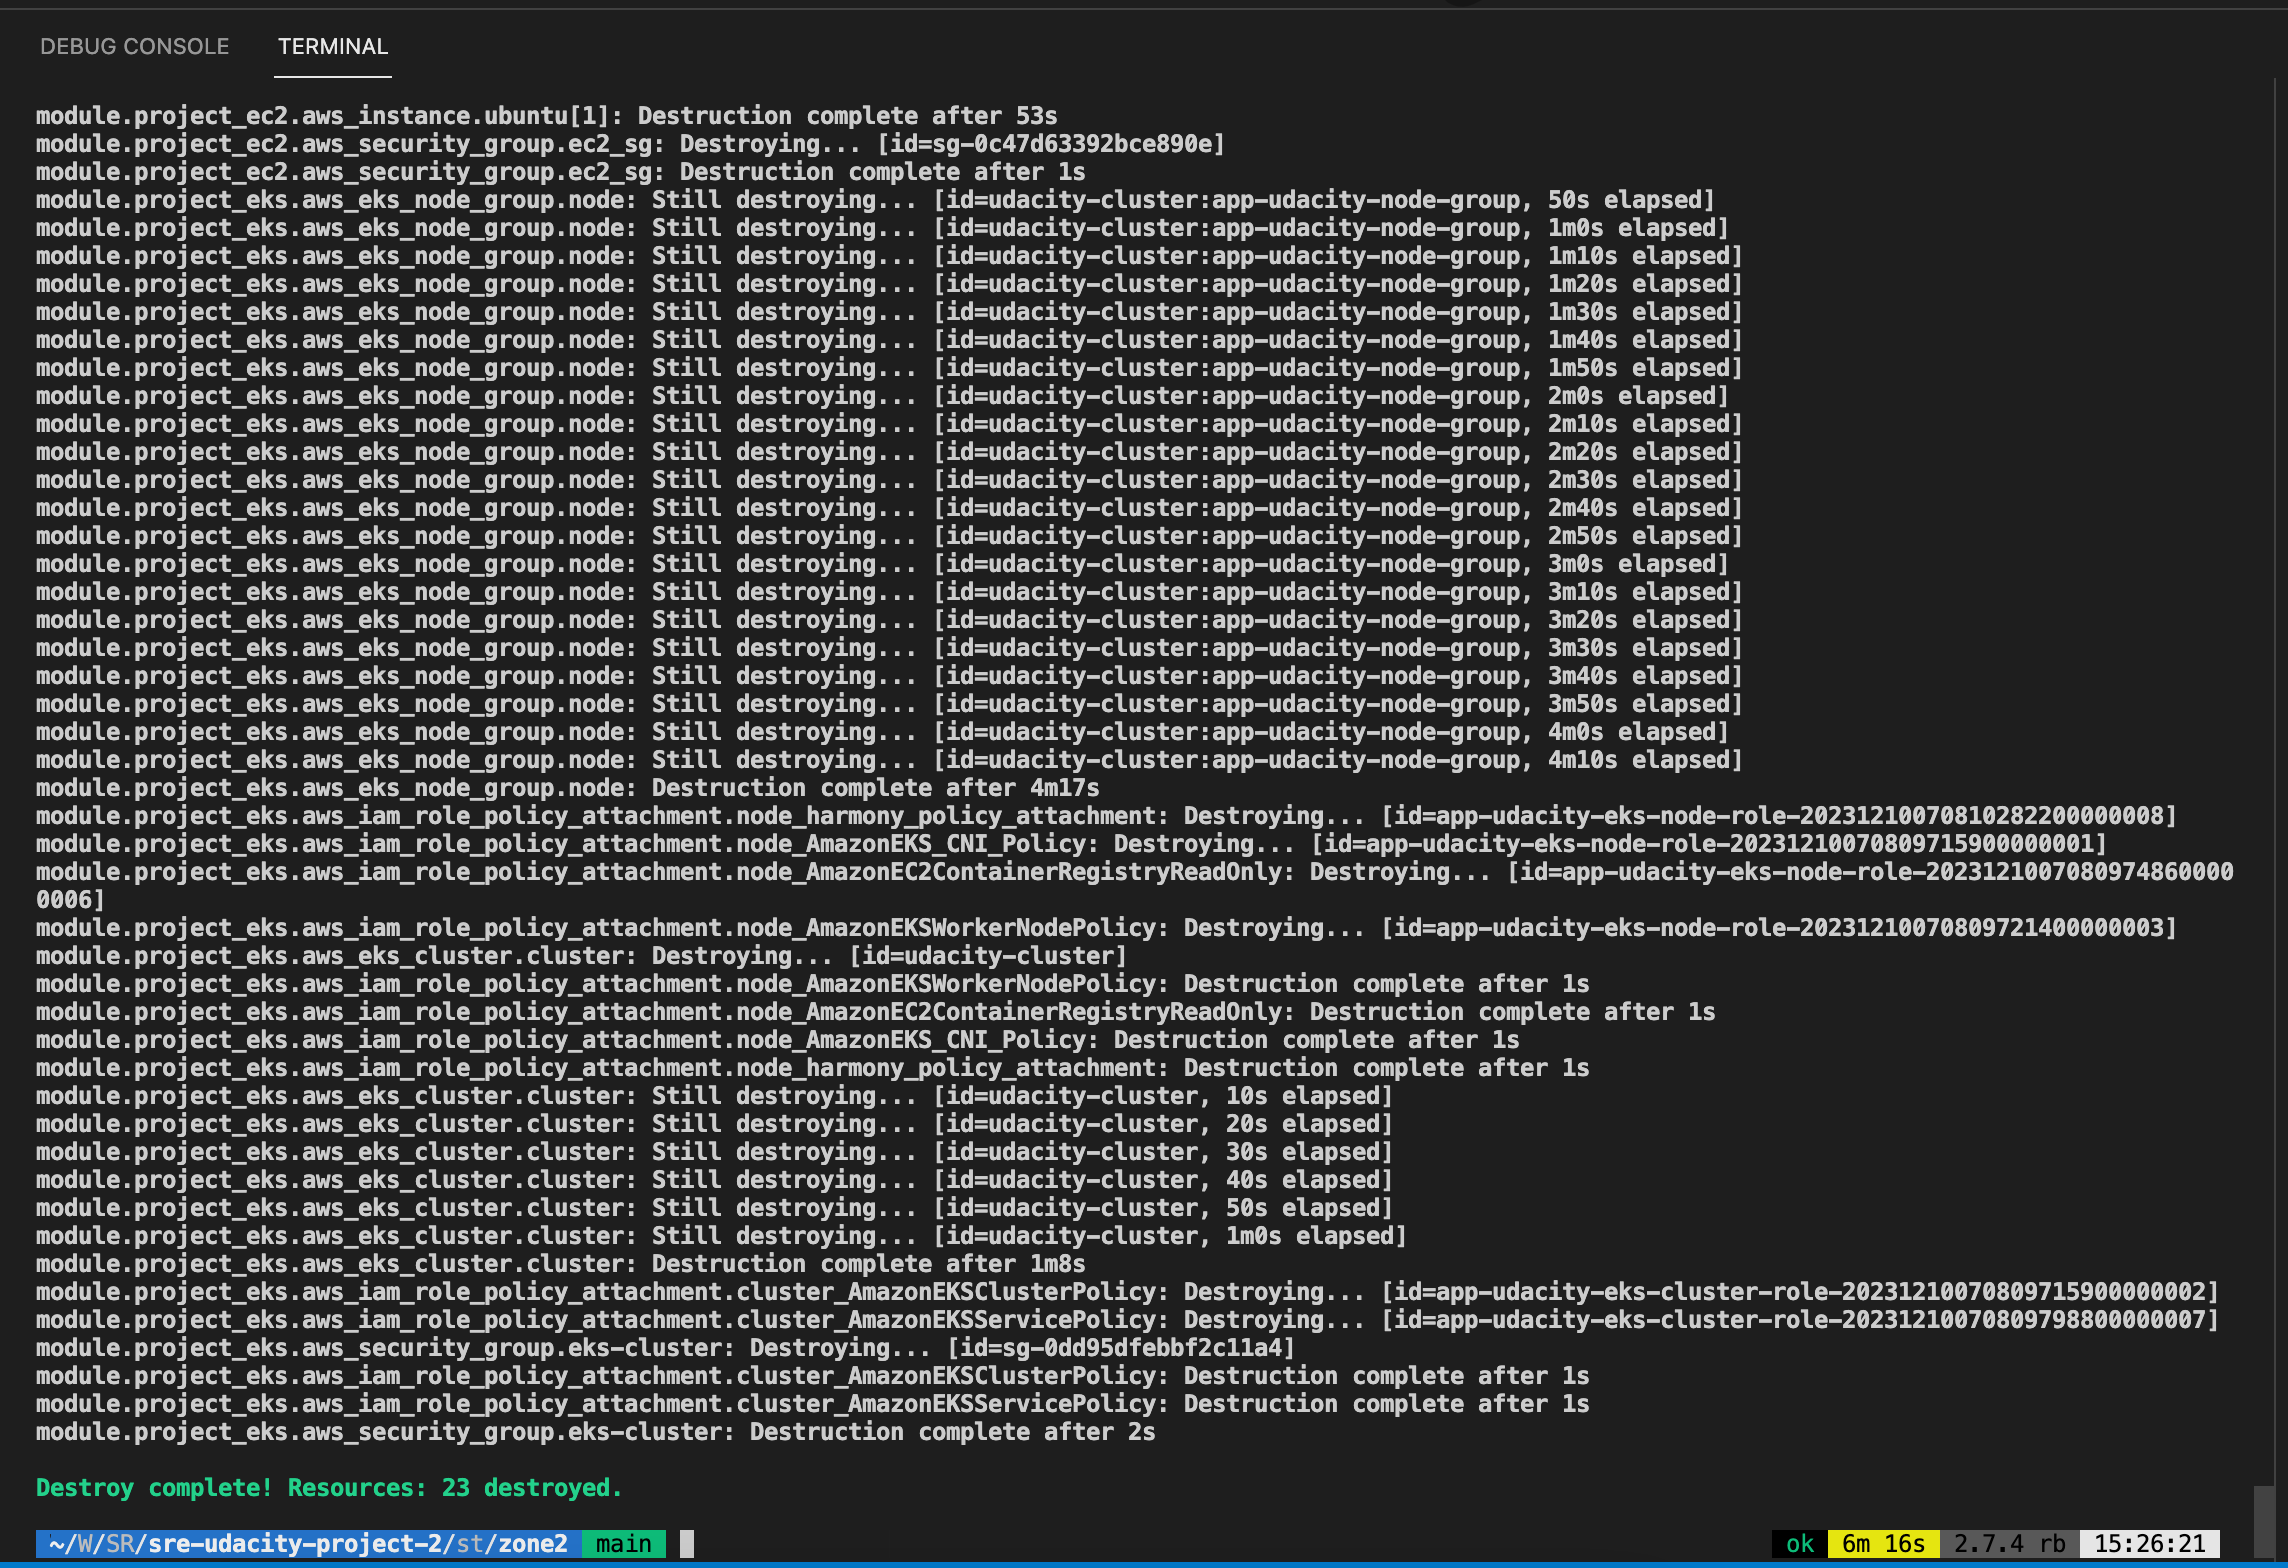 DEBUG CONSOLE TERMINAL
module.project_ec2.aws_instance.ubuntu[1]: Destruction complete after 53s
module.project_ec2.aws_security_group.ec2_sg: Destroying... [id=sg-0c47d63392bce890e]
module.project_ec2.aws_security_group.ec2_sg: Destruction complete after 1s
module.project_eks.aws_eks_node_group.node: Still destroying... [id=udacity-cluster:app-udacity-node-group, 50s elapsed]
module.project_eks.aws_eks_node_group.node: Still destroying... [id=udacity-cluster:app-udacity-node-group, 1m0s elapsed]
module.project_eks.aws_eks_node_group.node: Still destroying... [id=udacity-cluster:app-udacity-node-group, 1m10s elapsed]
module.project_eks.aws_eks_node_group.node: Still destroying... [id=udacity-cluster:app-udacity-node-group, 1m20s elapsed]
module.project_eks.aws_eks_node_group.node: Still destroying... [id=udacity-cluster:app-udacity-node-group, 1m30s elapsed]
module.project_eks.aws_eks_node_group.node: Still destroying... [id=udacity-cluster:app-udacity-node-group, 1m40s elapsed]
module.project_eks.aws_eks_node_group.node: Still destroying... [id=udacity-cluster:app-udacity-node-group, 1m50s elapsed]
module.project_eks.aws_eks_node_group.node: Still destroying... [id=udacity-cluster:app-udacity-node-group, 2m0s elapsed]
module.project_eks.aws_eks_node_group.node: Still destroying... [id=udacity-cluster:app-udacity-node-group, 2m10s elapsed]
module.project_eks.aws_eks_node_group.node: Still destroying... [id=udacity-cluster:app-udacity-node-group, 2m20s elapsed]
module.project_eks.aws_eks_node_group.node: Still destroying... [id=udacity-cluster:app-udacity-node-group, 2m30s elapsed]
module.project_eks.aws_eks_node_group.node: Still destroying... [id=udacity-cluster:app-udacity-node-group, 2m40s elapsed]
module.project_eks.aws_eks_node_group.node: Still destroying... [id=udacity-cluster:app-udacity-node-group, 2m50s elapsed]
module.project_eks.aws_eks_node_group.node: Still destroying... [id=udacity-cluster:app-udacity-node-group, 3m0s elapsed]
module.project_eks.aws_eks_node_group.node: Still destroying... [id=udacity-cluster:app-udacity-node-group, 3m10s elapsed]
module.project_eks.aws_eks_node_group.node: Still destroying... [id=udacity-cluster:app-udacity-node-group, 3m20s elapsed]
module.project_eks.aws_eks_node_group.node: Still destroying... [id=udacity-cluster:app-udacity-node-group, 3m30s elapsed]
module.project_eks.aws_eks_node_group.node: Still destroying... [id=udacity-cluster:app-udacity-node-group, 3m40s elapsed]
module.project_eks.aws_eks_node_group.node: Still destroying... [id=udacity-cluster:app-udacity-node-group, 3m50s elapsed]
module.project_eks.aws_eks_node_group.node: Still destroying... [id=udacity-cluster:app-udacity-node-group, 4m0s elapsed]
module.project_eks.aws_eks_node_group.node: Still destroying... [id=udacity-cluster:app-udacity-node-group, 4m10s elapsed]
module.project_eks.aws_eks_node_group.node: Destruction complete after 4m17s
module.project_eks.aws_iam_role_policy_attachment.node_harmony_policy_attachment: Destroying... [id=app-udacity-eks-node-role-20231210070810282200000008]
module.project_eks.aws_iam_role_policy_attachment.node_AmazonEKS_CNI_Policy: Destroying... [id=app-udacity-eks-node-role-20231210070809715900000001]
module.project_eks.aws_iam_role_policy_attachment.node_AmazonEC2ContainerRegistryReadOnly: Destroying... [id=app-udacity-eks-node-role-2023121007080974860000
0006]
module.project_eks.aws_iam_role_policy_attachment.node_AmazonEKSWorkerNodePolicy: Destroying... [id=app-udacity-eks-node-role-20231210070809721400000003]
module.project_eks.aws_eks_cluster.cluster: Destroying... [id=udacity-cluster]
module.project_eks.aws_iam_role_policy_attachment.node_AmazonEKSWorkerNodePolicy: Destruction complete after 1s
module.project_eks.aws_iam_role_policy_attachment.node_AmazonEC2ContainerRegistryReadOnly: Destruction complete after 1s
module.project_eks.aws_iam_role_policy_attachment.node_AmazonEKS_CNI_Policy: Destruction complete after 1s
module.project_eks.aws_iam_role_policy_attachment.node_harmony_policy_attachment: Destruction complete after 1s
module.project_eks.aws_eks_cluster.cluster: Still destroying... [id=udacity-cluster, 10s elapsed]
module.project_eks.aws_eks_cluster.cluster: Still destroying... [id=udacity-cluster, 20s elapsed]
module.project_eks.aws_eks_cluster.cluster: Still destroying... [id=udacity-cluster, 30s elapsed]
module.project_eks.aws_eks_cluster.cluster: Still destroying... [id=udacity-cluster, 40s elapsed]
module.project_eks.aws_eks_cluster.cluster: Still destroying... [id=udacity-cluster, 50s elapsed]
module.project_eks.aws_eks_cluster.cluster: Still destroying... [id=udacity-cluster, 1m0s elapsed]
module.project_eks.aws_eks_cluster.cluster: Destruction complete after 1m8s
module.project_eks.aws_iam_role_policy_attachment.cluster_AmazonEKSClusterPolicy: Destroying... [id=app-udacity-eks-cluster-role-20231210070809715900000002]
module.project_eks.aws_iam_role_policy_attachment.cluster_AmazonEKSServicePolicy: Destroying... [id=app-udacity-eks-cluster-role-20231210070809798800000007]
module.project_eks.aws_security_group.eks-cluster: Destroying... [id=sg-0dd95dfebbf2c11a4]
module.project_eks.aws_iam_role_policy_attachment.cluster_AmazonEKSClusterPolicy: Destruction complete after 1s
module.project_eks.aws_iam_role_policy_attachment.cluster_AmazonEKSServicePolicy: Destruction complete after 1s
module.project_eks.aws_security_group.eks-cluster: Destruction complete after 2s
Destroy complete! Resources: 23 destroyed.
~/W/SR/sre-udacity-project-2/st/zone2 main ok 6m 16s 2.7.4 rb 15:26:21